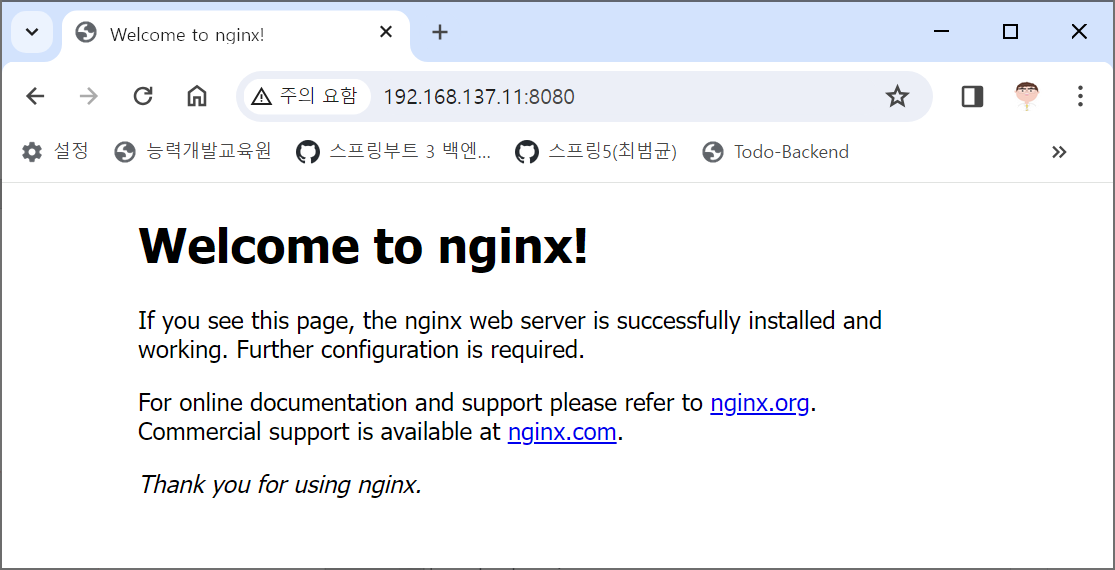 Welcome to nginx!
주의 요함 192.168.137.11:8080
설정 능력개발교육원 스프링부트 3 백엔... 스프링5(최범균) Todo-Backend
Welcome to nginx!
If you see this page, the nginx web server is successfully installed and
working. Further configuration is required.
For online documentation and support please refer to nginx.org.
Commercial support is available at nginx.com.
Thank you for using nginx.